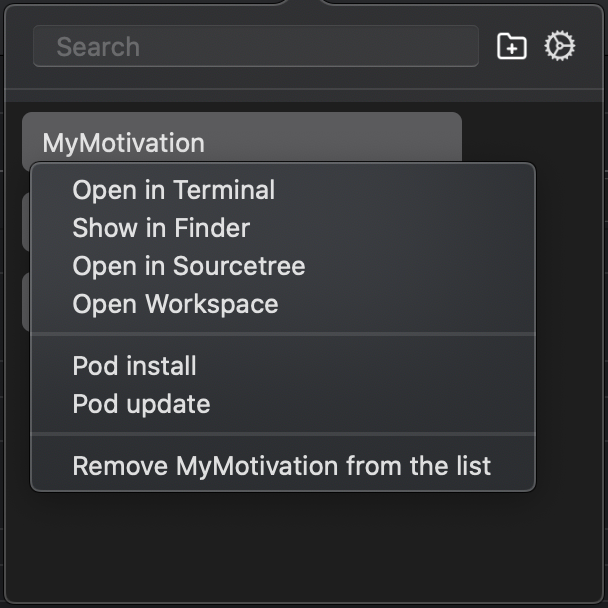 Search
MyMotivation
Open in Terminal
Show in Finder
Open in Sourcetree
Open Workspace
Pod install
Pod update
Remove MyMotivation from the list